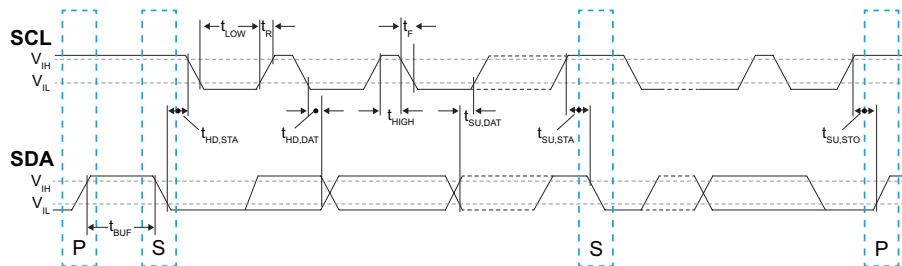 SCL
t_LOW t_R t_F
V_IH
V_IL
t_HD,STA t_HD,DAT t_HIGH t_SU,DAT t_SU,STA t_SU,STO
SDA
V_IH
V_IL
P t_BUF S S P